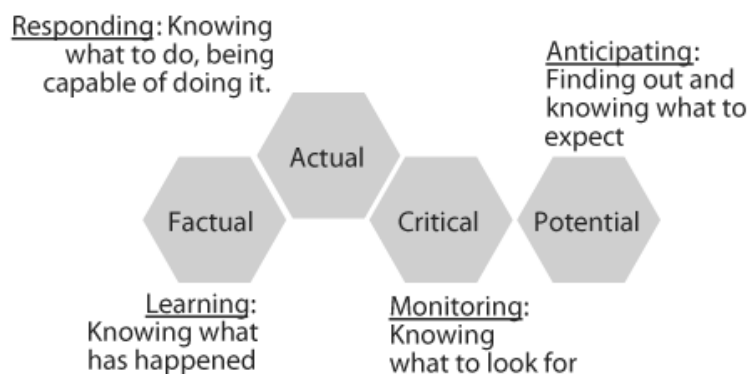 Responding: Knowing
what to do, being
capable of doing it.
Anticipating:
Finding out and
knowing what to
expect
Actual
Factual
Critical
Potential
Learning:
Knowing what
has happened
Monitoring:
Knowing
what to look for